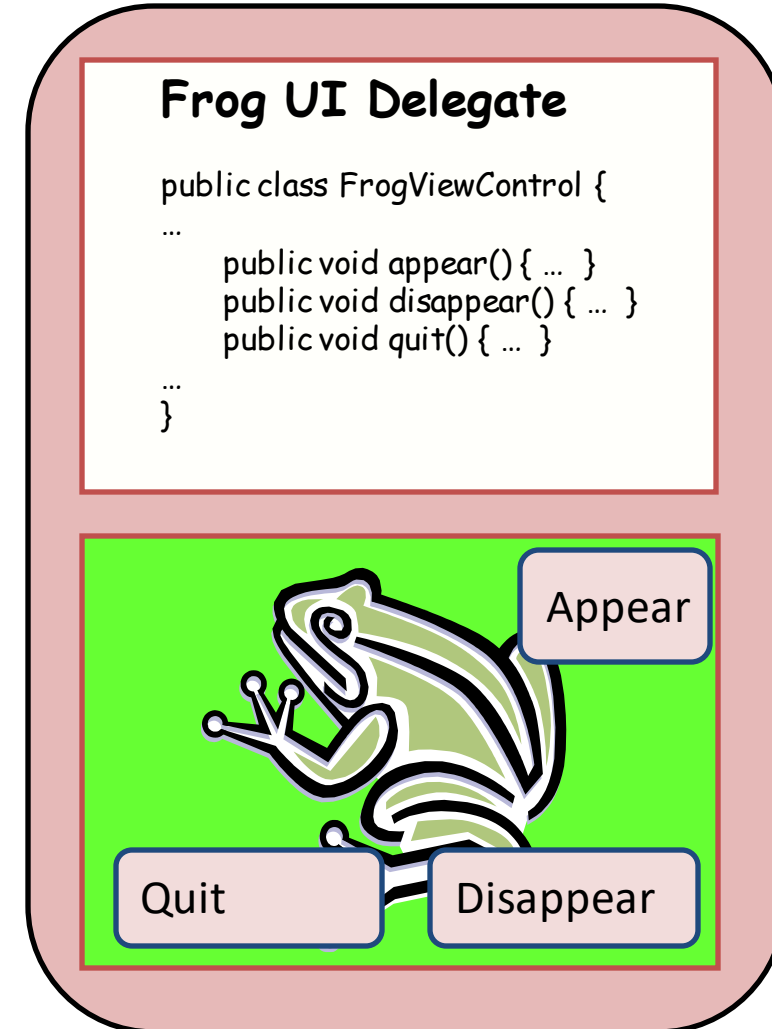 Frog UI Delegate
public class FrogViewControl {
…
public void appear() { … }
public void disappear() { … }
public void quit() { … }
…
}
Appear
Quit
Disappear